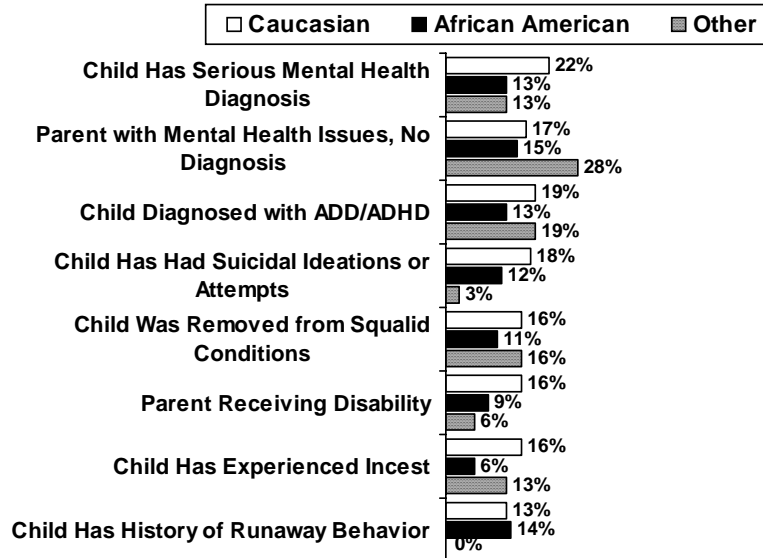 Caucasian African American Other
Child Has Serious Mental Health
Diagnosis
22%
13%
13%
Parent with Mental Health Issues, No
Diagnosis
17%
15%
28%
Child Diagnosed with ADD/ADHD
19%
13%
19%
Child Has Had Suicidal Ideations or
Attempts
18%
12%
3%
Child Was Removed from Squalid
Conditions
16%
11%
16%
Parent Receiving Disability
16%
9%
6%
Child Has Experienced Incest
16%
6%
13%
Child Has History of Runaway Behavior
13%
14%
0%